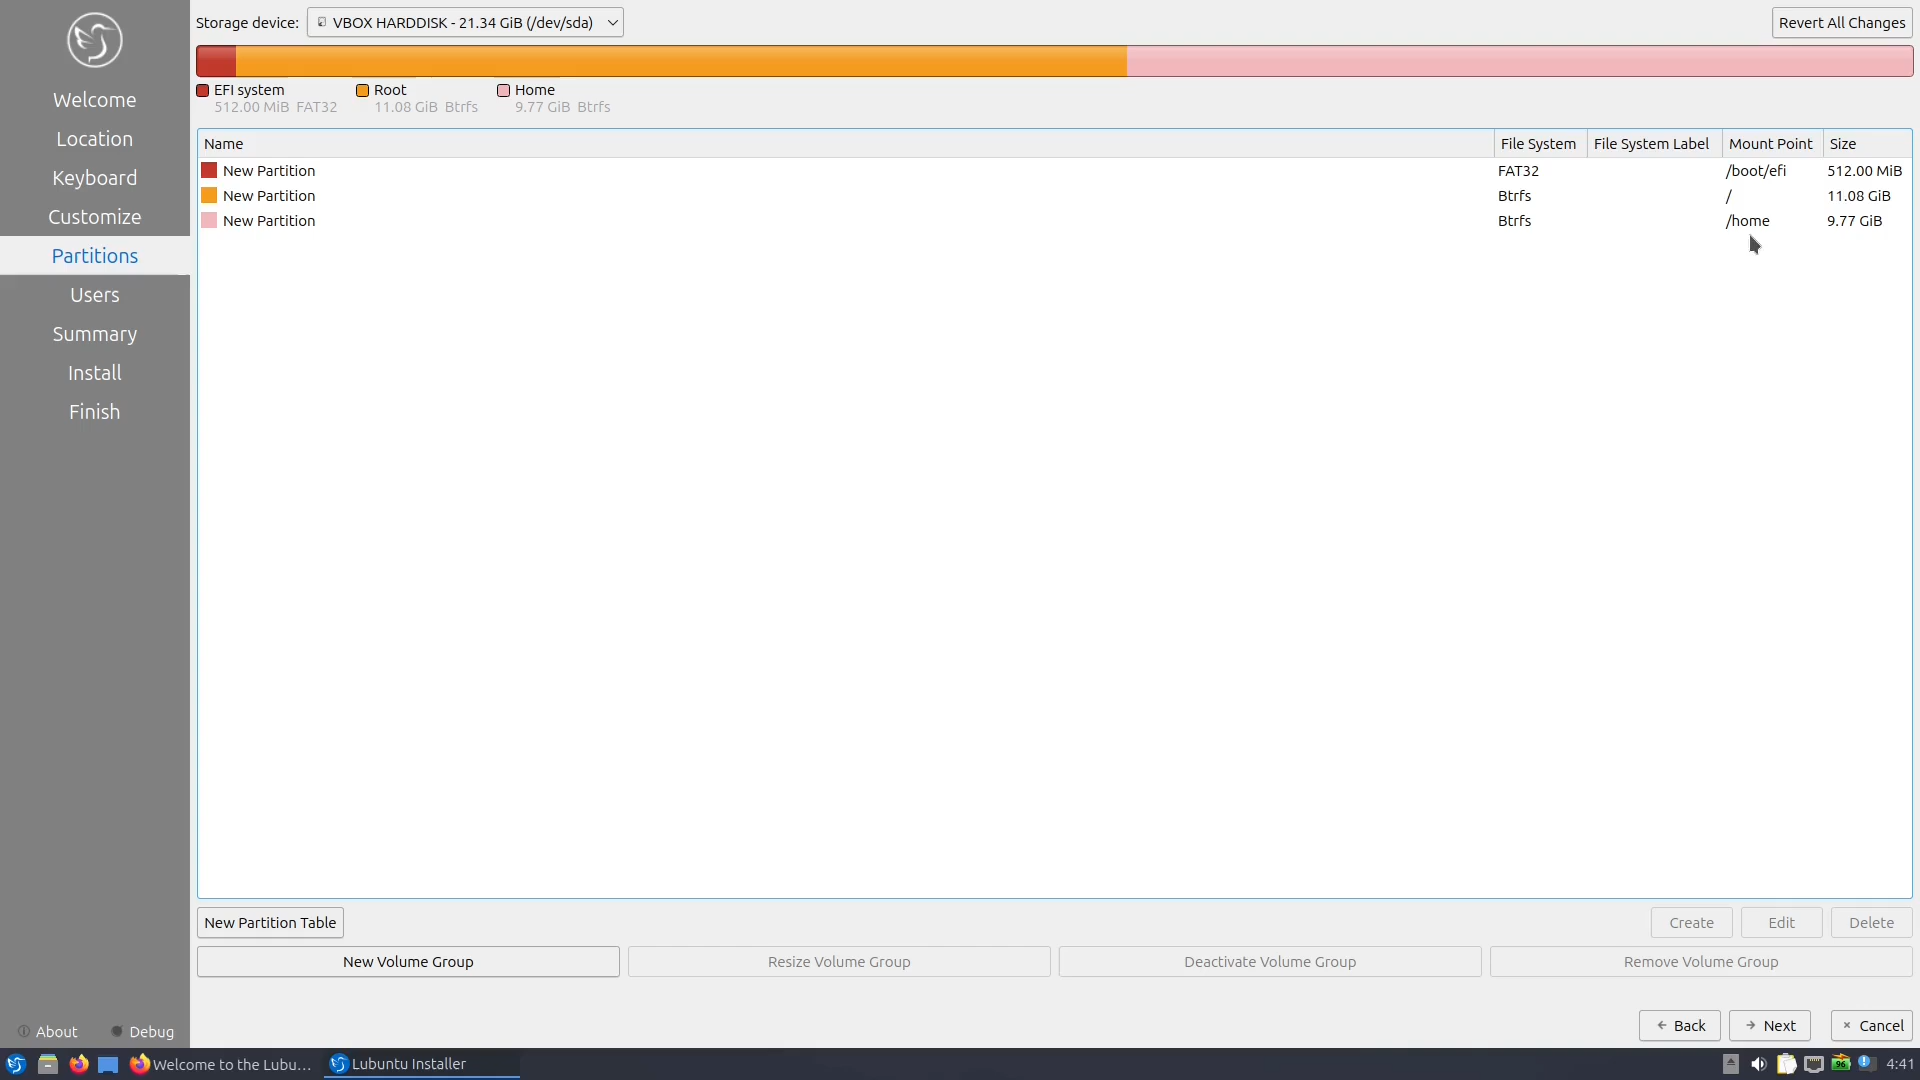 Storage device: VBOX HARDDISK - 21.34 GiB (/dev/sda) Revert All Changes
EFI system Root Home
512.00 MiB FAT32 11.08 GiB Btrfs 9.77 GiB Btrfs
Welcome
Location
Keyboard
Customize
Partitions
Users
Summary
Install
Finish
Name File System File System Label Mount Point Size
New Partition FAT32 /boot/efi 512.00 MiB
New Partition Btrfs / 11.08 GiB
New Partition Btrfs /home 9.77 GiB
New Partition Table Create Edit Delete
New Volume Group Resize Volume Group Deactivate Volume Group Remove Volume Group
About Debug
Back Next Cancel
Welcome to the Lubu... Lubuntu Installer 96 4:41